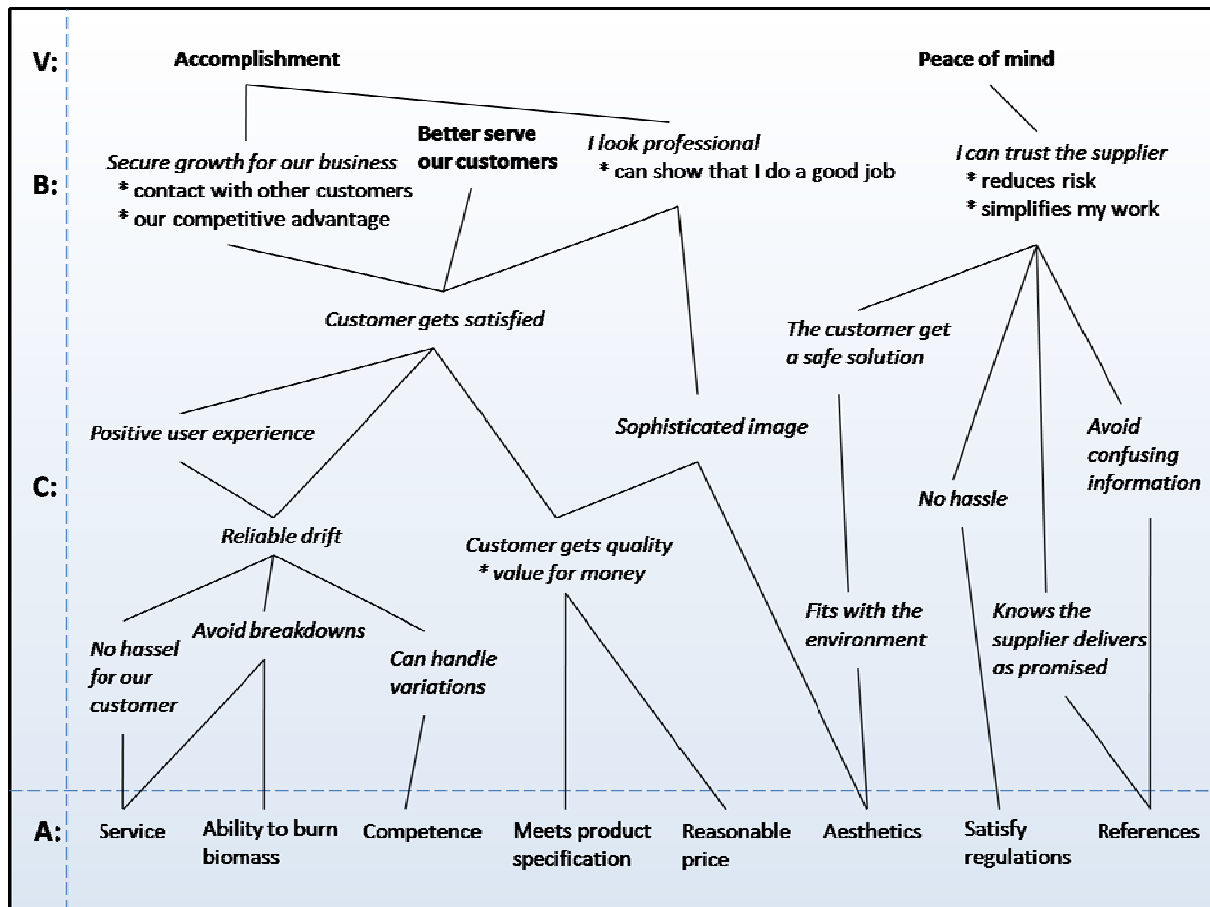 V:
Accomplishment
Peace of mind
B:
Secure growth for our business
* contact with other customers
* our competitive advantage
Better serve
our customers
I look professional
* can show that I do a good job
I can trust the supplier
* reduces risk
* simplifies my work
Customer gets satisfied
The customer get
a safe solution
C:
Positive user experience
Sophisticated image
Avoid
confusing
information
No hassle
Reliable drift
Customer gets quality
* value for money
No hassel
for our
customer
Avoid breakdowns
Can handle
variations
Fits with the
environment
Knows the
supplier delivers
as promised
A:
Service
Ability to burn
biomass
Competence
Meets product
specification
Reasonable
price
Aesthetics
Satisfy
regulations
References